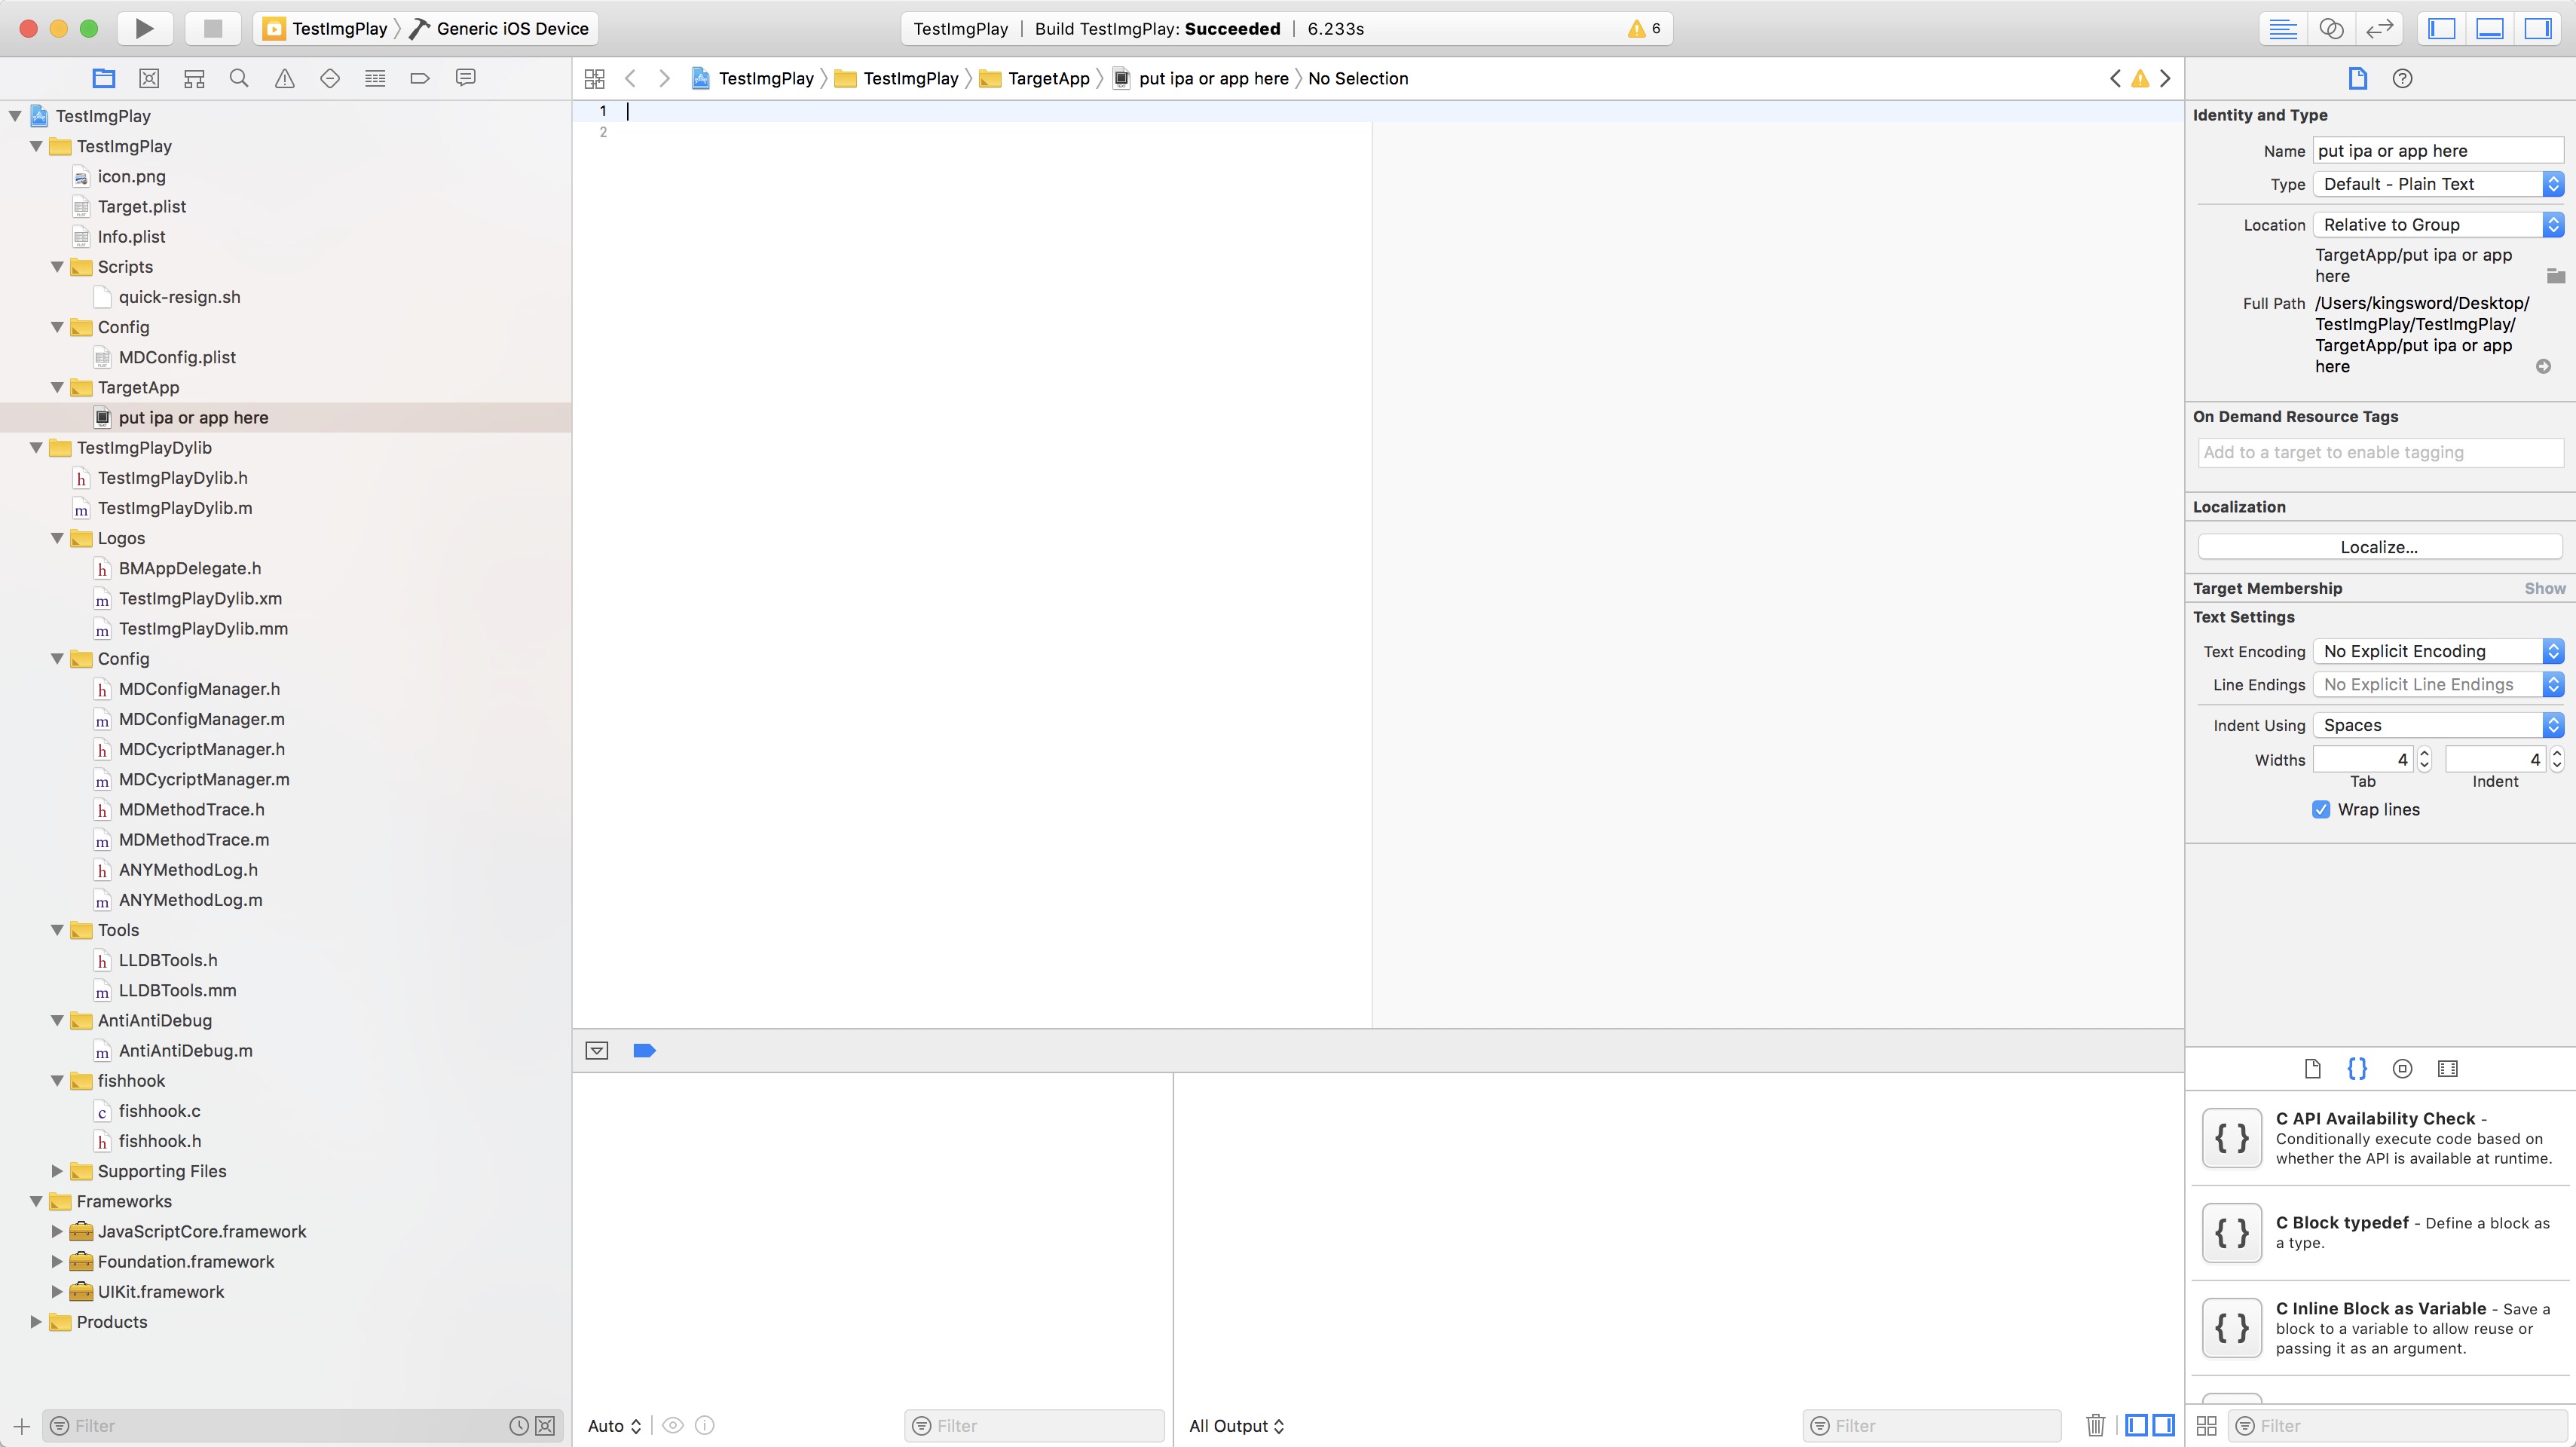 TestImgPlay Generic iOS Device
TestImgPlay | Build TestImgPlay: Succeeded | 6.233s
6
TestImgPlay
TestImgPlay
icon.png
Target.plist
Info.plist
Scripts
quick-resign.sh
Config
MDConfig.plist
TargetApp
put ipa or app here
TestImgPlayDylib
TestImgPlayDylib.h
TestImgPlayDylib.m
Logos
BMAppDelegate.h
TestImgPlayDylib.xm
TestImgPlayDylib.mm
Config
MDConfigManager.h
MDConfigManager.m
MDCycriptManager.h
MDCycriptManager.m
MDMethodTrace.h
MDMethodTrace.m
ANYMethodLog.h
ANYMethodLog.m
Tools
LLDBTools.h
LLDBTools.mm
AntiAntiDebug
AntiAntiDebug.m
fishhook
fishhook.c
fishhook.h
Supporting Files
Frameworks
JavaScriptCore.framework
Foundation.framework
UIKit.framework
Products
Filter
TestImgPlay TestImgPlay TargetApp put ipa or app here No Selection
1
2
Auto
Filter
All Output
Filter
Identity and Type
Name put ipa or app here
Type Default - Plain Text
Location Relative to Group
TargetApp/put ipa or app
here
Full Path /Users/kingsword/Desktop/
TestImgPlay/TestImgPlay/
TargetApp/put ipa or app
here
On Demand Resource Tags
Add to a target to enable tagging
Localization
Localize...
Target Membership Show
Text Settings
Text Encoding No Explicit Encoding
Line Endings No Explicit Line Endings
Indent Using Spaces
Widths 4 4
Tab Indent
Wrap lines
{ } C API Availability Check -
Conditionally execute code based on
whether the API is available at runtime.
{ } C Block typedef - Define a block as
a type.
{ } C Inline Block as Variable - Save a
block to a variable to allow reuse or
passing it as an argument.
Filter